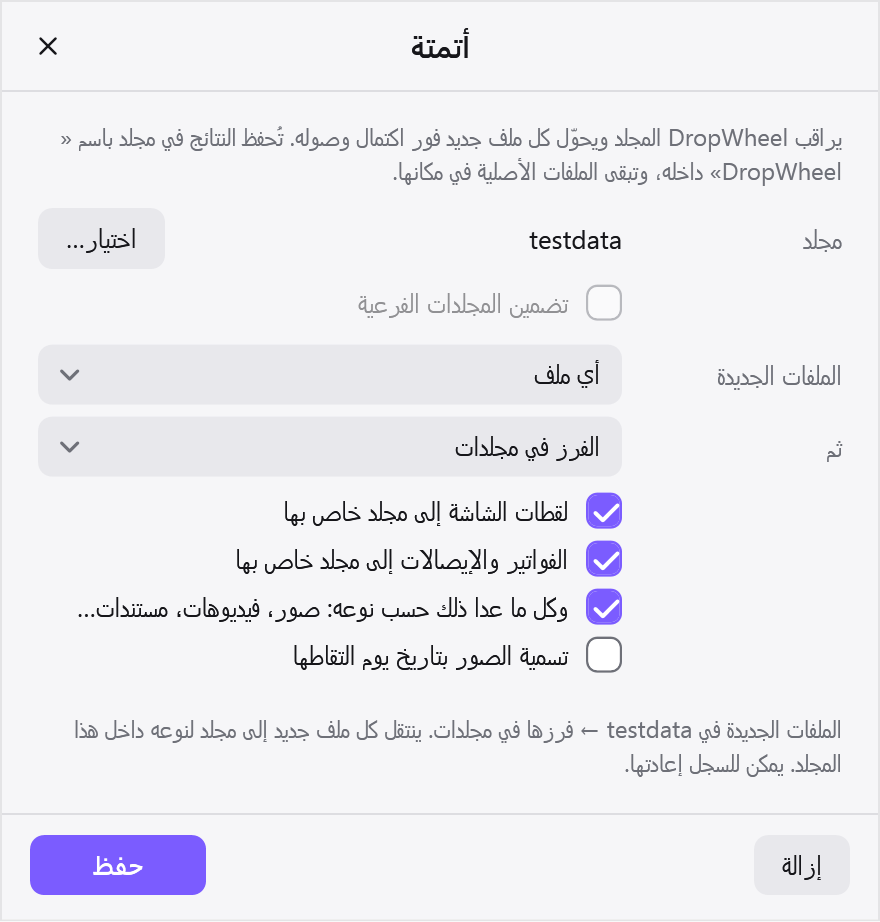 أتمتة
يراقب DropWheel المجلد ويحوّل كل ملف جديد فور اكتمال وصوله. تُحفظ النتائج في مجلد باسم «
DropWheel» داخله، وتبقى الملفات الأصلية في مكانها.
مجلد testdata اختيار...
تضمين المجلدات الفرعية
الملفات الجديدة أي ملف
ثم الفرز في مجلدات
لقطات الشاشة إلى مجلد خاص بها
الفواتير والإيصالات إلى مجلد خاص بها
وكل ما عدا ذلك حسب نوعه: صور، فيديوهات، مستندات...
تسمية الصور بتاريخ يوم التقاطها
الملفات الجديدة في testdata ← فرزها في مجلدات. ينتقل كل ملف جديد إلى مجلد لنوعه داخل هذا
المجلد. يمكن للسجل إعادتها.
إزالة حفظ